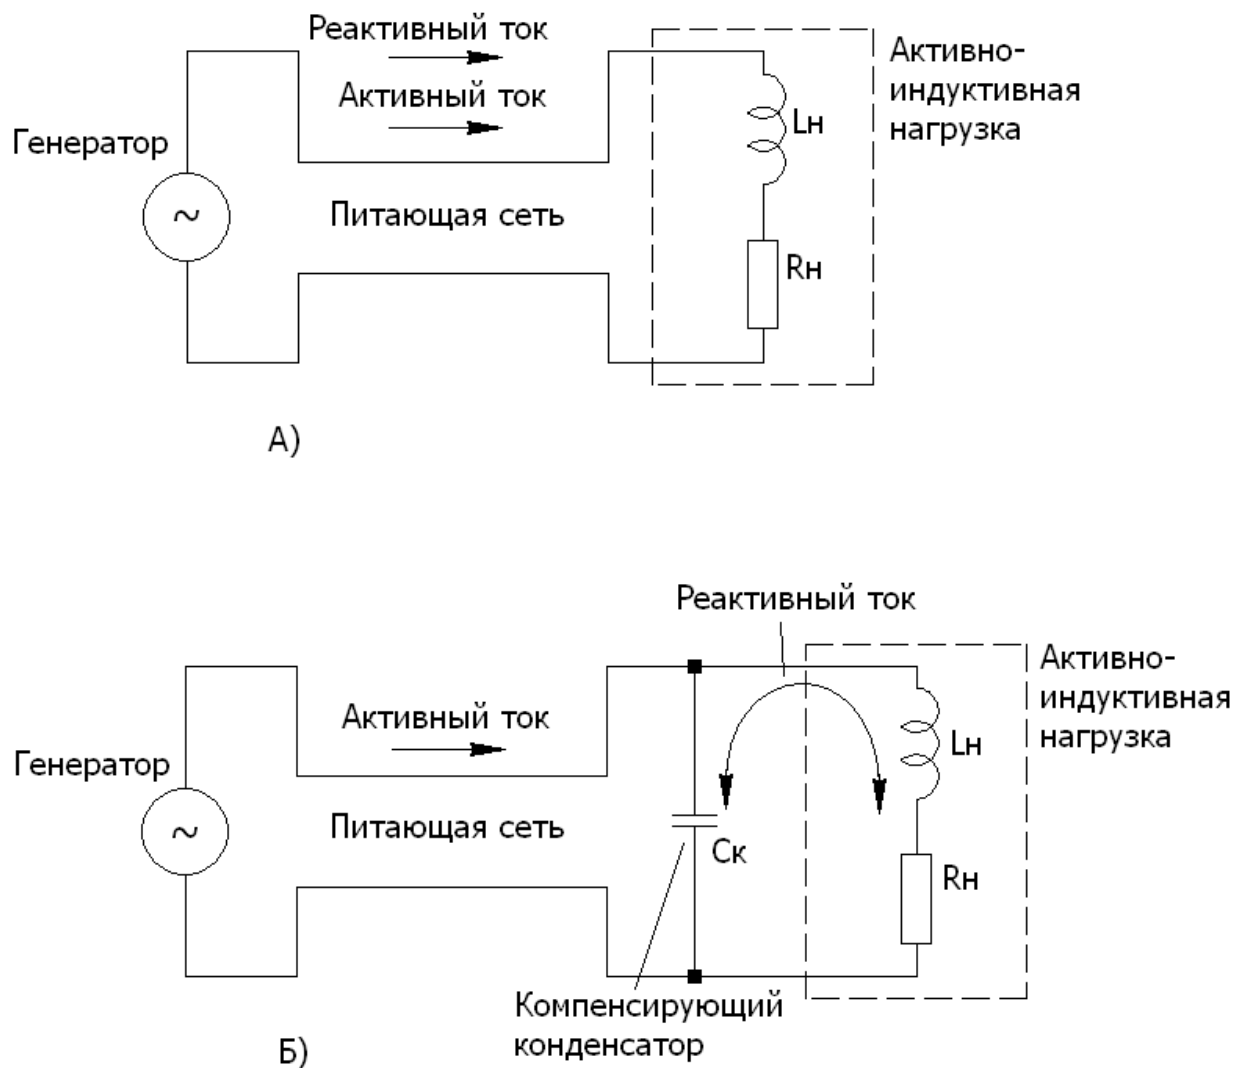 Реактивный ток
Активный ток
Генератор
~
Питающая сеть
Lн
Rн
Активно-
индуктивная
нагрузка
А)
Реактивный ток
Активный ток
Генератор
~
Питающая сеть
Ск
Lн
Rн
Активно-
индуктивная
нагрузка
Компенсирующий
конденсатор
Б)